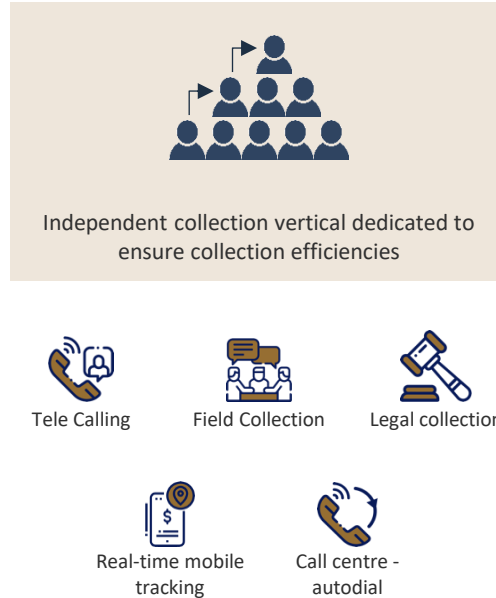 Independent collection vertical dedicated to
ensure collection efficiencies
Tele Calling
Field Collection
Legal collection
$
Real-time mobile
tracking
Call centre -
autodial